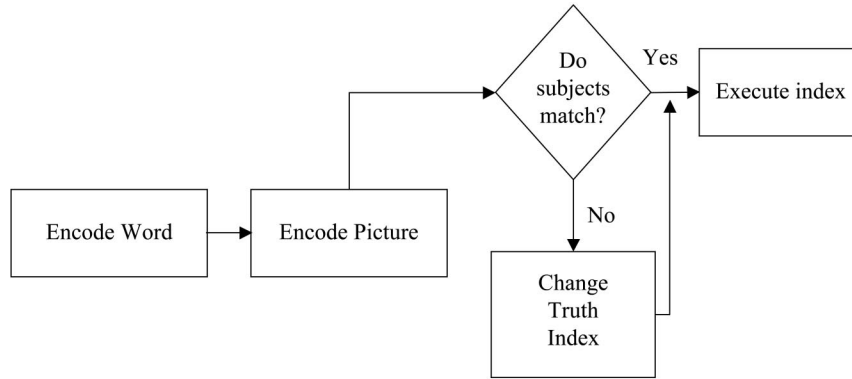 Encode Word
Encode Picture
Do
subjects
match?
Yes
Execute index
No
Change
Truth
Index